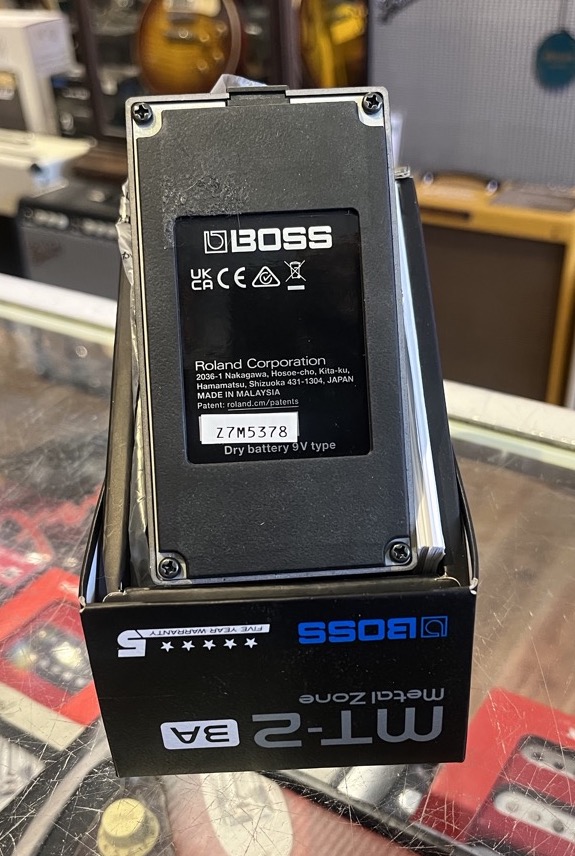 BOSS
UK
CA CE
Roland Corporation
2036-1 Nakagawa, Hosoe-cho, Kita-ku,
Hamamatsu, Shizuoka 431-1304, JAPAN
MADE IN MALAYSIA
Patent: roland.cm/patents
Z7M5378
Dry battery 9V type
BOSS
5 FIVE YEAR WARRANTY
Metal Zone
MT-2 3A